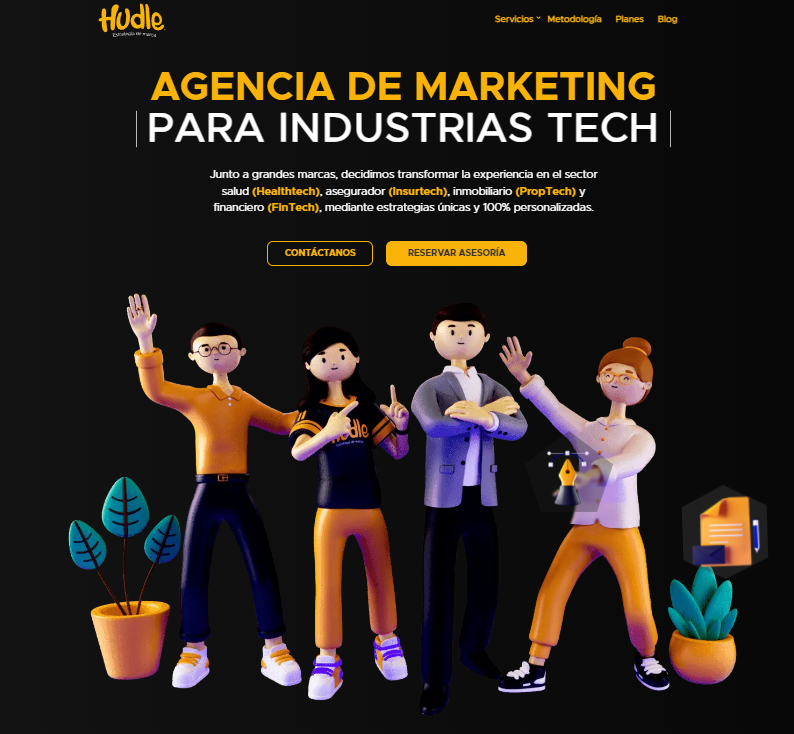 Hudle
Estrategia de marca
Servicios Metodología Planes Blog
AGENCIA DE MARKETING
PARA INDUSTRIAS TECH
Junto a grandes marcas, decidimos transformar la experiencia en el sector
salud (Healthtech), asegurador (Insurtech), inmobiliario (PropTech) y
financiero (FinTech), mediante estrategias únicas y 100% personalizadas.
CONTÁCTANOS RESERVAR ASESORÍA
Hudle